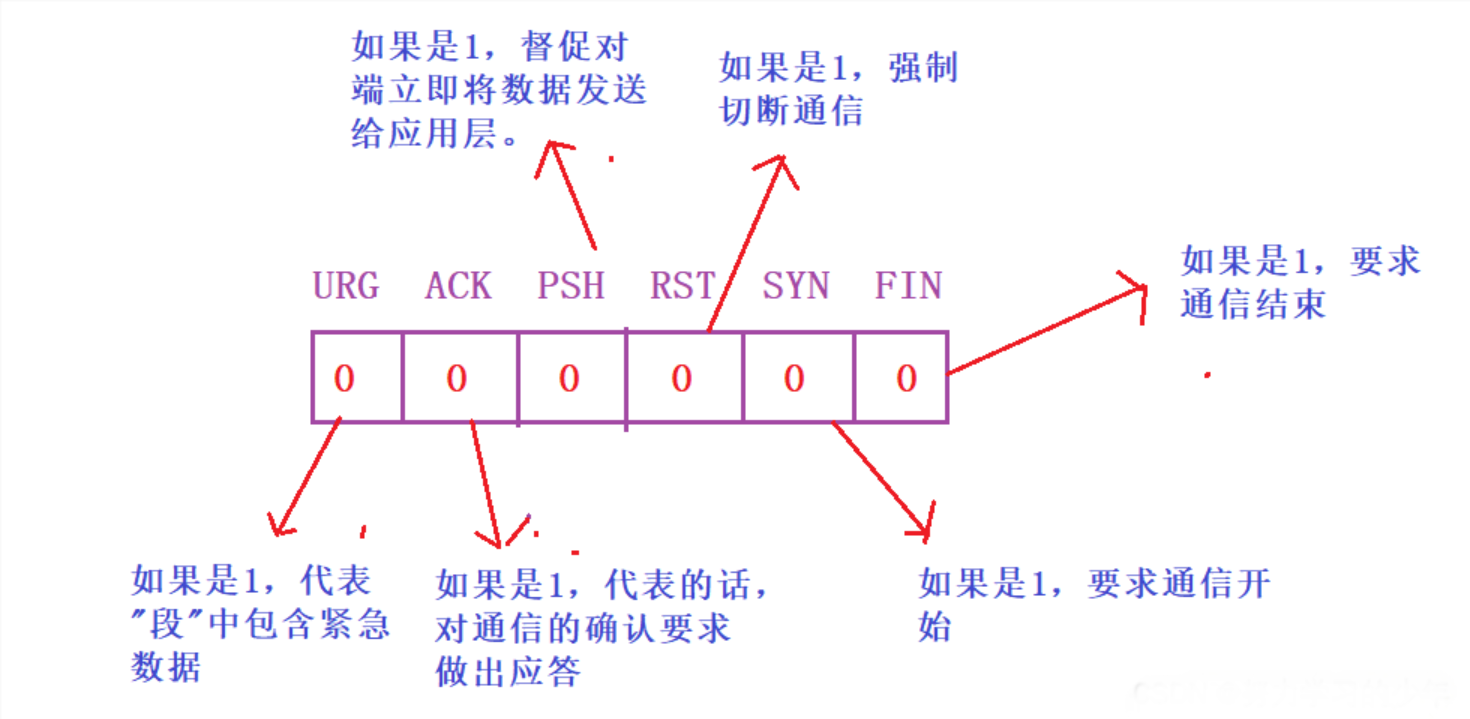 如果是1，督促对
端立即将数据发送
给应用层。
如果是1，强制
切断通信
如果是1，要求
通信结束
URG ACK PSH RST SYN FIN
0 0 0 0 0 0
如果是1，代表
"段"中包含紧急
数据
如果是1，代表的话，
对通信的确认要求
做出应答
如果是1，要求通信开
始